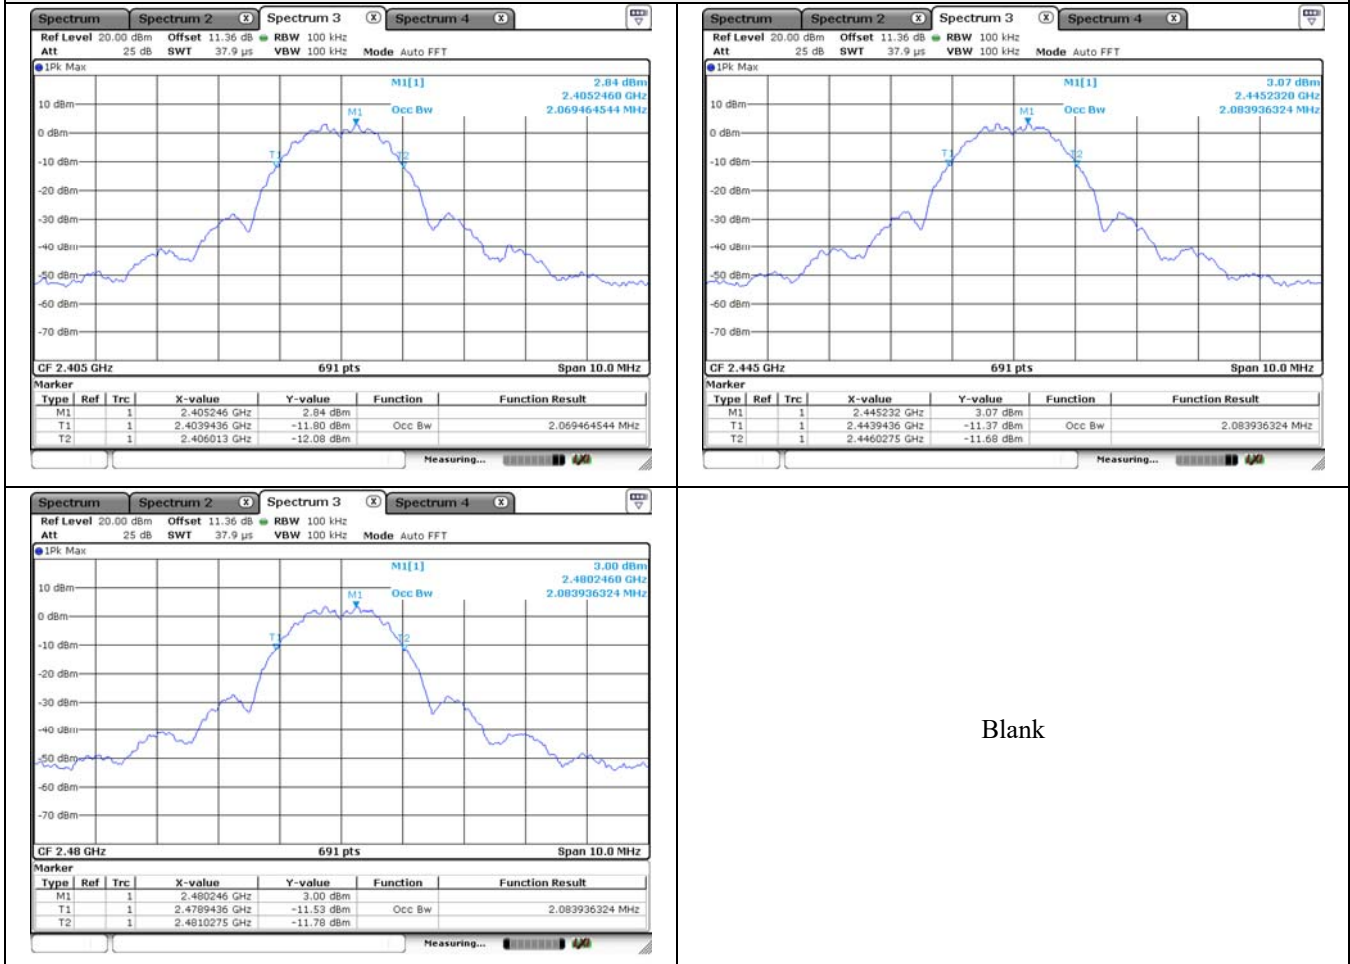 Spectrum Spectrum 2 Spectrum 3 Spectrum 4
Ref Level 20.00 dBm Offset 11.36 dB RBW 100 kHz
Att 25 dB SWT 37.9 µs VBW 100 kHz Mode Auto FFT
1Pk Max
M1[1] 2.84 dBm
2.4052460 GHz
Occ Bw 2.069464544 MHz
10 dBm
M1
0 dBm
T1 T2
-10 dBm
-20 dBm
-30 dBm
-40 dBm
-50 dBm
-60 dBm
-70 dBm
CF 2.405 GHz 691 pts Span 10.0 MHz
Marker
Type Ref Trc X-value Y-value Function Function Result
M1 1 2.405246 GHz 2.84 dBm
T1 1 2.4039436 GHz -11.80 dBm Occ Bw 2.069464544 MHz
T2 1 2.406013 GHz -12.08 dBm
Measuring...
Spectrum Spectrum 2 Spectrum 3 Spectrum 4
Ref Level 20.00 dBm Offset 11.36 dB RBW 100 kHz
Att 25 dB SWT 37.9 µs VBW 100 kHz Mode Auto FFT
1Pk Max
M1[1] 3.07 dBm
2.4452320 GHz
Occ Bw 2.083936324 MHz
10 dBm
M1
0 dBm
T1 T2
-10 dBm
-20 dBm
-30 dBm
-40 dBm
-50 dBm
-60 dBm
-70 dBm
CF 2.445 GHz 691 pts Span 10.0 MHz
Marker
Type Ref Trc X-value Y-value Function Function Result
M1 1 2.445232 GHz 3.07 dBm
T1 1 2.4439436 GHz -11.37 dBm Occ Bw 2.083936324 MHz
T2 1 2.4460275 GHz -11.68 dBm
Measuring...
Spectrum Spectrum 2 Spectrum 3 Spectrum 4
Ref Level 20.00 dBm Offset 11.36 dB RBW 100 kHz
Att 25 dB SWT 37.9 µs VBW 100 kHz Mode Auto FFT
1Pk Max
M1[1] 3.00 dBm
2.4802460 GHz
Occ Bw 2.083936324 MHz
10 dBm
M1
0 dBm
T1 T2
-10 dBm
-20 dBm
-30 dBm
-40 dBm
-50 dBm
-60 dBm
-70 dBm
CF 2.48 GHz 691 pts Span 10.0 MHz
Marker
Type Ref Trc X-value Y-value Function Function Result
M1 1 2.480246 GHz 3.00 dBm
T1 1 2.4789436 GHz -11.53 dBm Occ Bw 2.083936324 MHz
T2 1 2.4810275 GHz -11.78 dBm
Measuring...
Blank